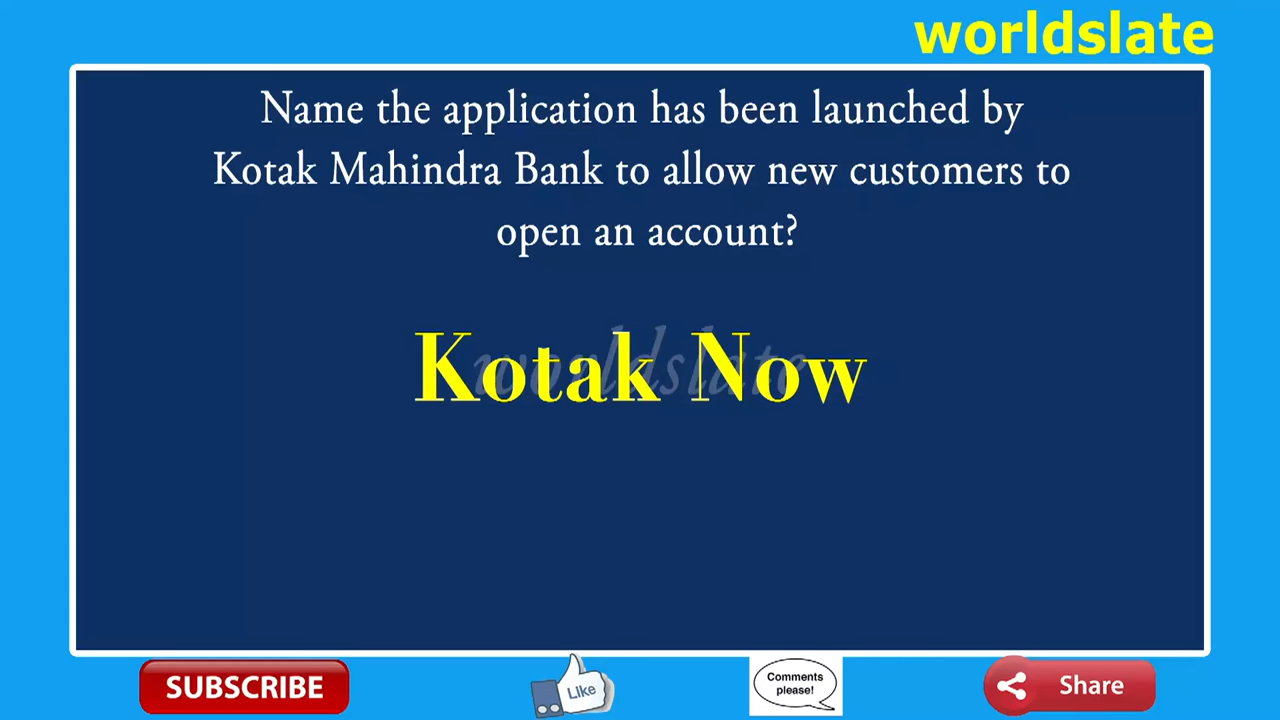 worldslate
Name the application has been launched by
Kotak Mahindra Bank to allow new customers to
open an account?
worldslate
Kotak Now
SUBSCRIBE
Like
Comments
please!
Share